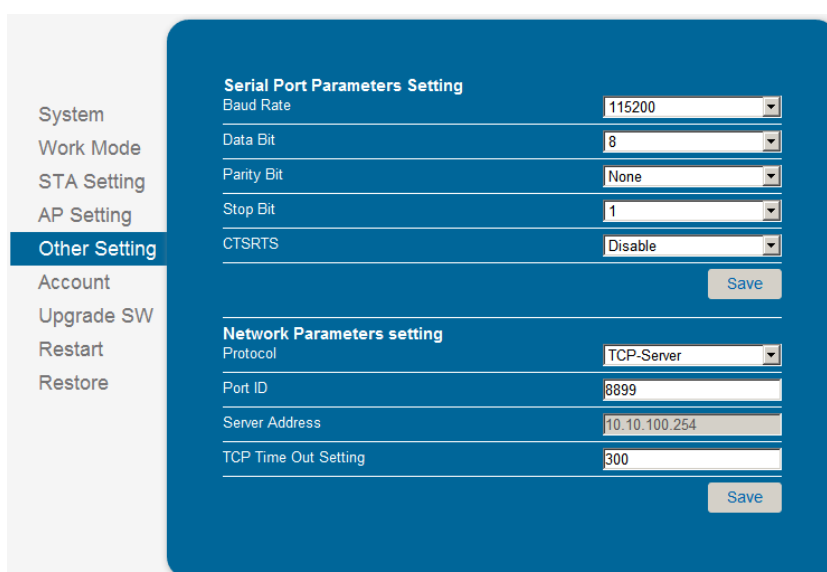 System
Work Mode
STA Setting
AP Setting
Other Setting
Account
Upgrade SW
Restart
Restore
Serial Port Parameters Setting
Baud Rate 115200
Data Bit 8
Parity Bit None
Stop Bit 1
CTSRTS Disable
Save
Network Parameters setting
Protocol TCP-Server
Port ID 8899
Server Address 10.10.100.254
TCP Time Out Setting 300
Save